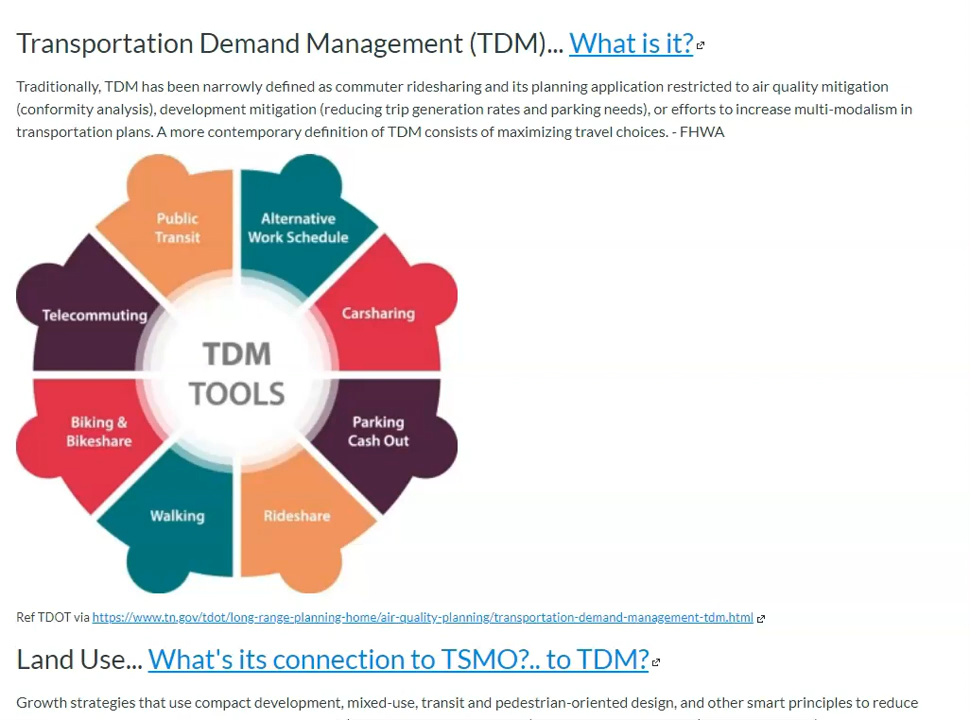 Transportation Demand Management (TDM)... What is it?
Traditionally, TDM has been narrowly defined as commuter ridesharing and its planning application restricted to air quality mitigation
(conformity analysis), development mitigation (reducing trip generation rates and parking needs), or efforts to increase multi-modalism in
transportation plans. A more contemporary definition of TDM consists of maximizing travel choices. - FHWA
Public
Transit
Alternative
Work Schedule
Telecommuting
Carsharing
TDM
TOOLS
Biking &
Bikeshare
Parking
Cash Out
Walking
Rideshare
Ref TDOT via https://www.tn.gov/tdot/long-range-planning-home/air-quality-planning/transportation-demand-management-tdm.html
Land Use... What's its connection to TSMO?.. to TDM?
Growth strategies that use compact development, mixed-use, transit and pedestrian-oriented design, and other smart principles to reduce